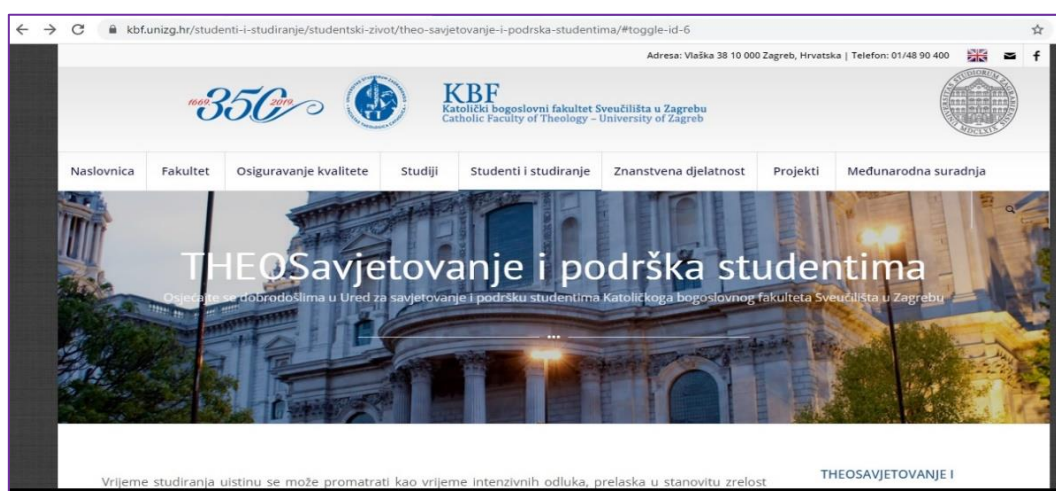 kbf.unizg.hr/studenti-i-studiranje/studentski-zivot/theo-savjetovanje-i-podrska-studentima/#toggle-id-6
Adresa: Vlaška 38 10 000 Zagreb, Hrvatska | Telefon: 01/48 90 400
1669. 350 2019.
KBF
Katolički bogoslovni fakultet Sveučilišta u Zagrebu
Catholic Faculty of Theology – University of Zagreb
Naslovnica Fakultet Osiguravanje kvalitete Studiji Studenti i studiranje Znanstvena djelatnost Projekti Međunarodna suradnja
THEOSavjetovanje i podrška studentima
Osjećajte se dobrodošlima u Ured za savjetovanje i podršku studentima Katoličkoga bogoslovnog fakulteta Sveučilišta u Zagrebu
THEOSAVJETOVANJE I
Vrijeme studiranja uistinu se može promatrati kao vrijeme intenzivnih odluka, prelaska u stanovitu zrelost